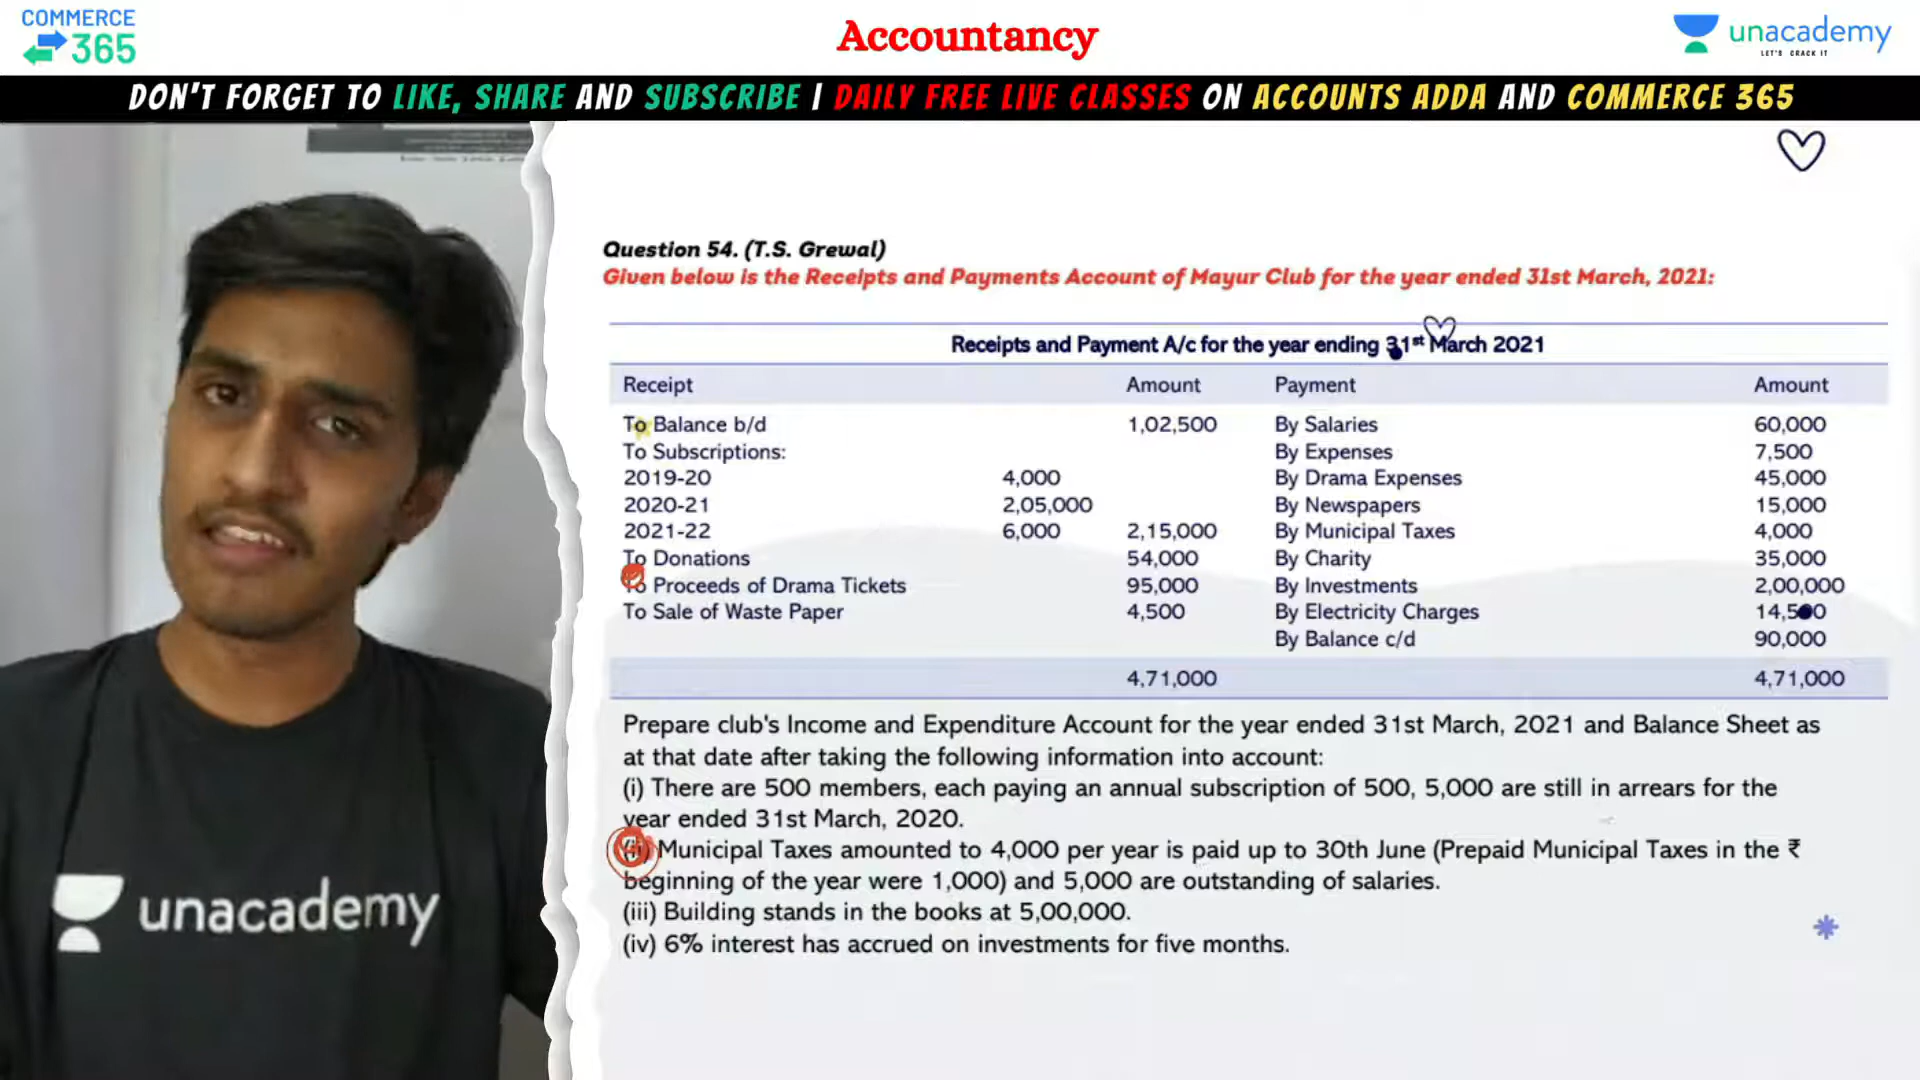 COMMERCE
365
Accountancy
unacademy
LET'S CRACK IT
DON'T FORGET TO LIKE, SHARE AND SUBSCRIBE | DAILY FREE LIVE CLASSES ON ACCOUNTS ADDA AND COMMERCE 365
Question 54. (T.S. Grewal)
Given below is the Receipts and Payments Account of Mayur Club for the year ended 31st March, 2021:
Receipts and Payment A/c for the year ending 31st March 2021
Receipt Amount Payment Amount
To Balance b/d 1,02,500 By Salaries 60,000
To Subscriptions: By Expenses 7,500
2019-20 4,000 By Drama Expenses 45,000
2020-21 2,05,000 By Newspapers 15,000
2021-22 6,000 2,15,000 By Municipal Taxes 4,000
To Donations 54,000 By Charity 35,000
To Proceeds of Drama Tickets 95,000 By Investments 2,00,000
To Sale of Waste Paper 4,500 By Electricity Charges 14,500
By Balance c/d 90,000
4,71,000 4,71,000
Prepare club's Income and Expenditure Account for the year ended 31st March, 2021 and Balance Sheet as
at that date after taking the following information into account:
(i) There are 500 members, each paying an annual subscription of 500, 5,000 are still in arrears for the
year ended 31st March, 2020.
(ii) Municipal Taxes amounted to 4,000 per year is paid up to 30th June (Prepaid Municipal Taxes in the ₹
beginning of the year were 1,000) and 5,000 are outstanding of salaries.
(iii) Building stands in the books at 5,00,000.
(iv) 6% interest has accrued on investments for five months.
unacademy